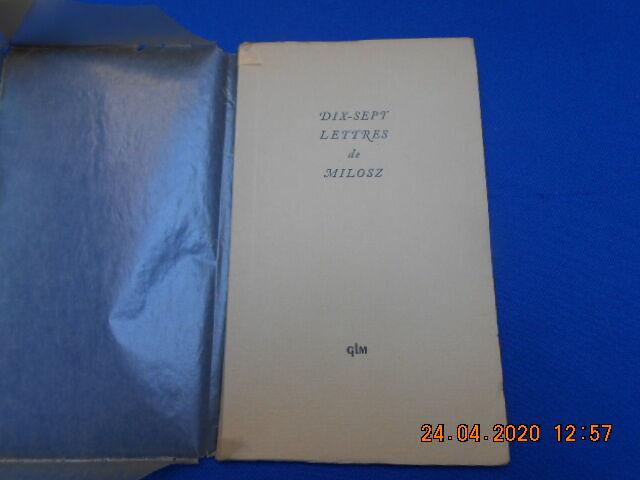 DIX-SEPT
LETTRES
de
MILOSZ
GLM
24.04.2020 12:57